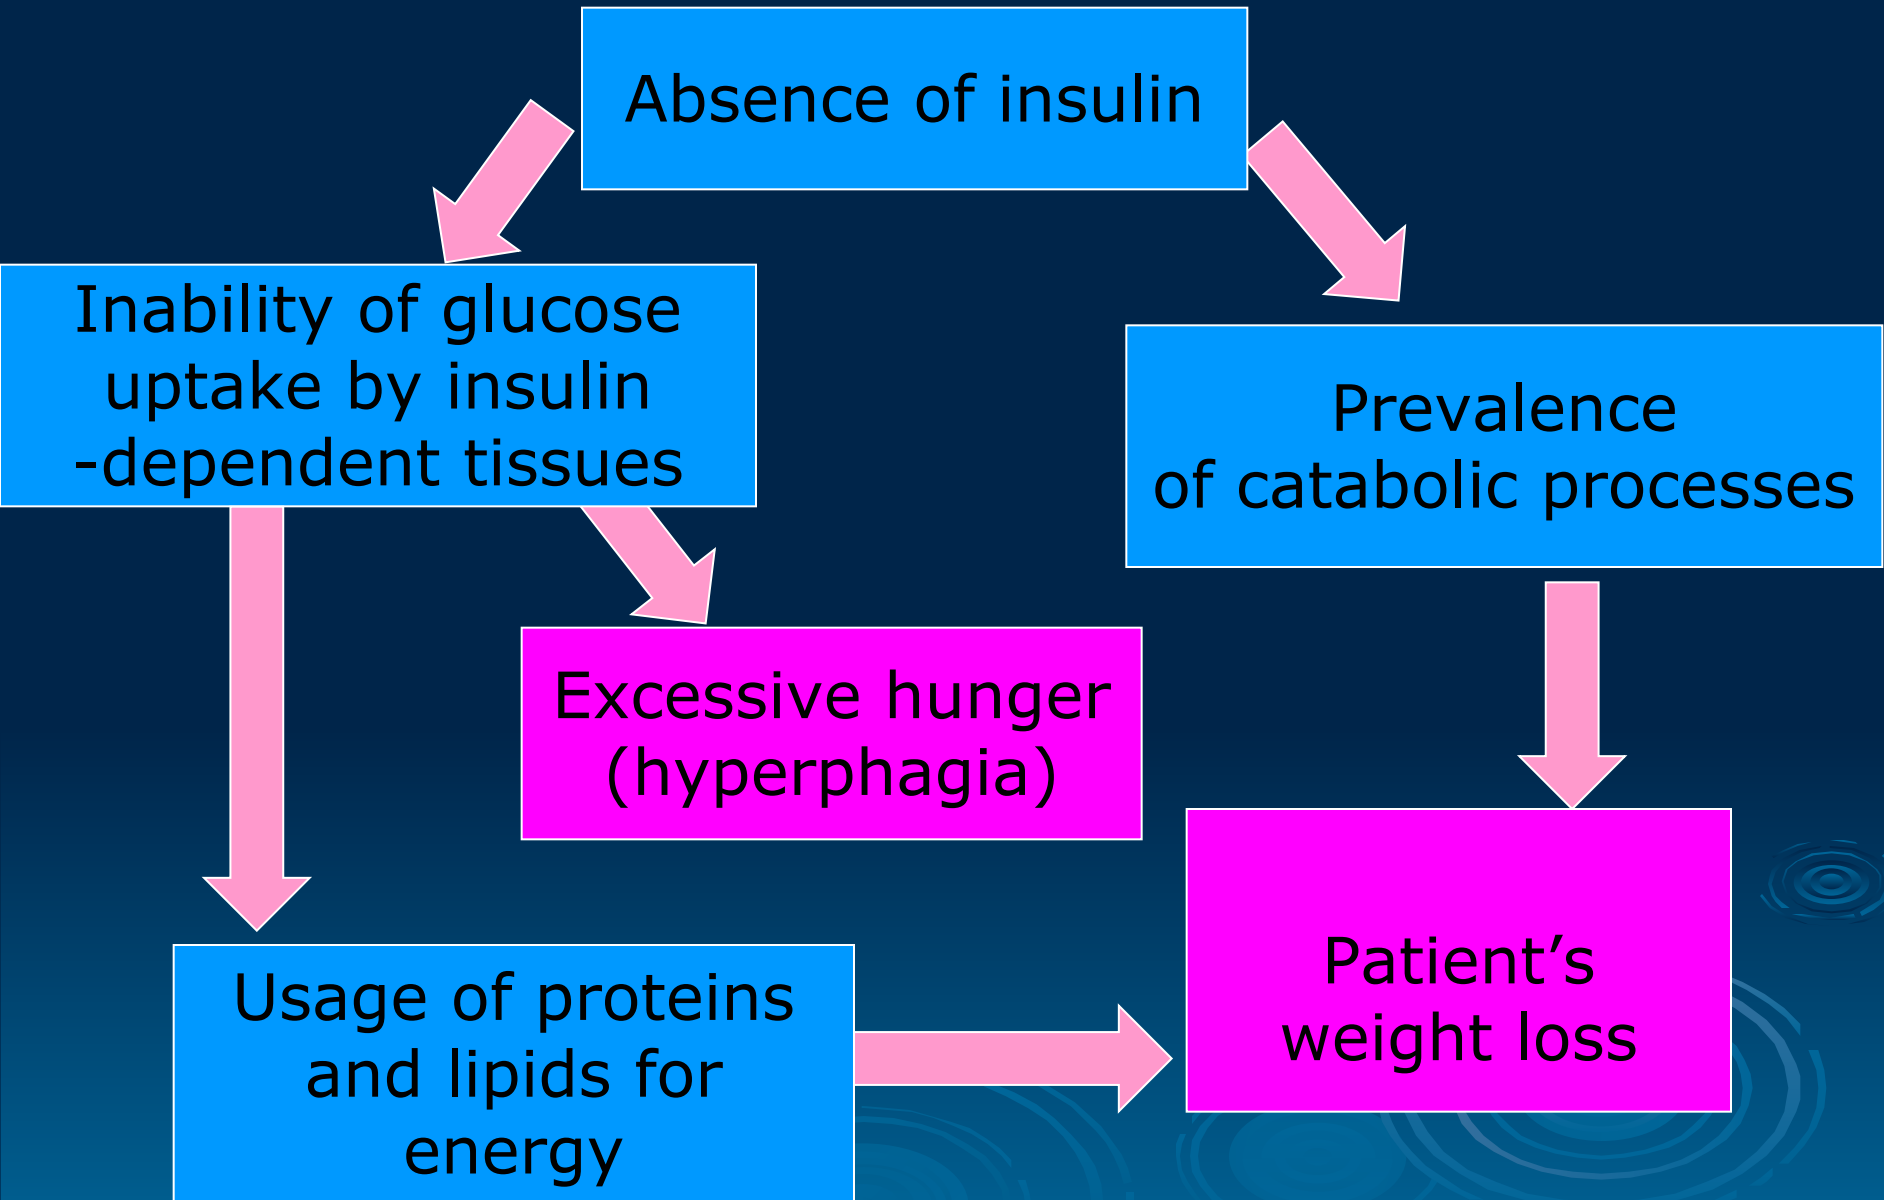 Absence of insulin
Inability of glucose
uptake by insulin
-dependent tissues
Prevalence
of catabolic processes
Excessive hunger
(hyperphagia)
Patient’s
weight loss
Usage of proteins
and lipids for
energy